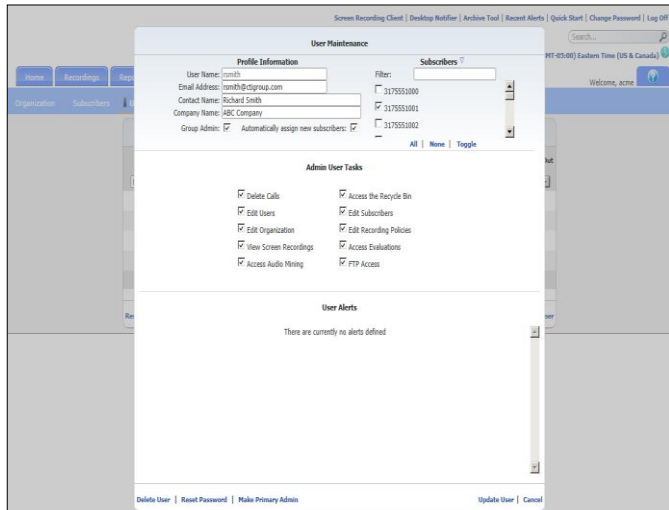 Screen Recording Client | Desktop Notifier | Archive Tool | Recent Alerts | Quick Start | Change Password | Log Off
Search...
MT-05:00) Eastern Time (US & Canada)
Home Recordings Repo
Welcome, acme
Organization Subscribers U
User Maintenance
Profile Information
User Name: rsmith
Email Address: rsmith@ctigroup.com
Contact Name: Richard Smith
Company Name: ABC Company
Group Admin: Automatically assign new subscribers:
Subscribers
Filter:
3175551000
3175551001
3175551002
All | None | Toggle
Out
Admin User Tasks
Delete Calls Access the Recycle Bin
Edit Users Edit Subscribers
Edit Organization Edit Recording Policies
View Screen Recordings Access Evaluations
Access Audio Mining FTP Access
User Alerts
There are currently no alerts defined
Re
ser
Delete User | Reset Password | Make Primary Admin
Update User | Cancel